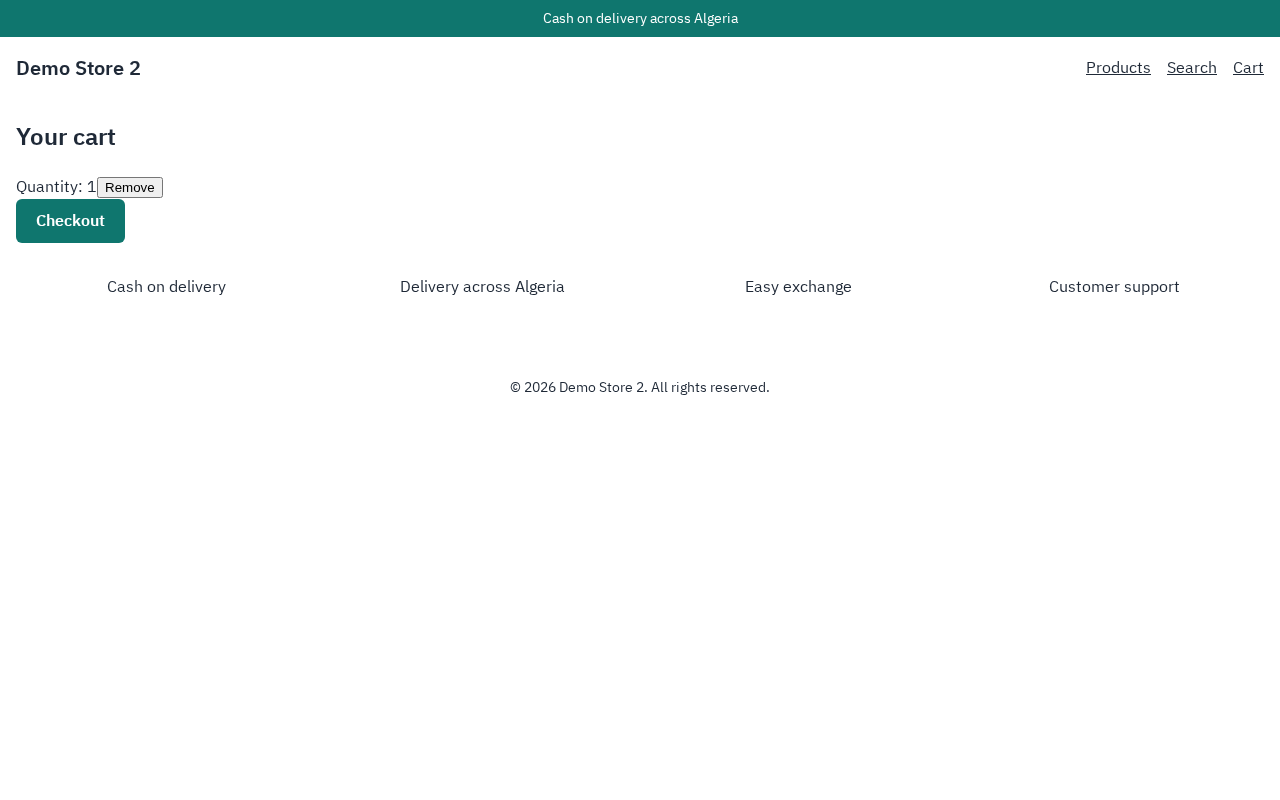 Cash on delivery across Algeria
Demo Store 2
Products Search Cart
Your cart
Quantity: 1 Remove
Checkout
Cash on delivery Delivery across Algeria Easy exchange Customer support
© 2026 Demo Store 2. All rights reserved.